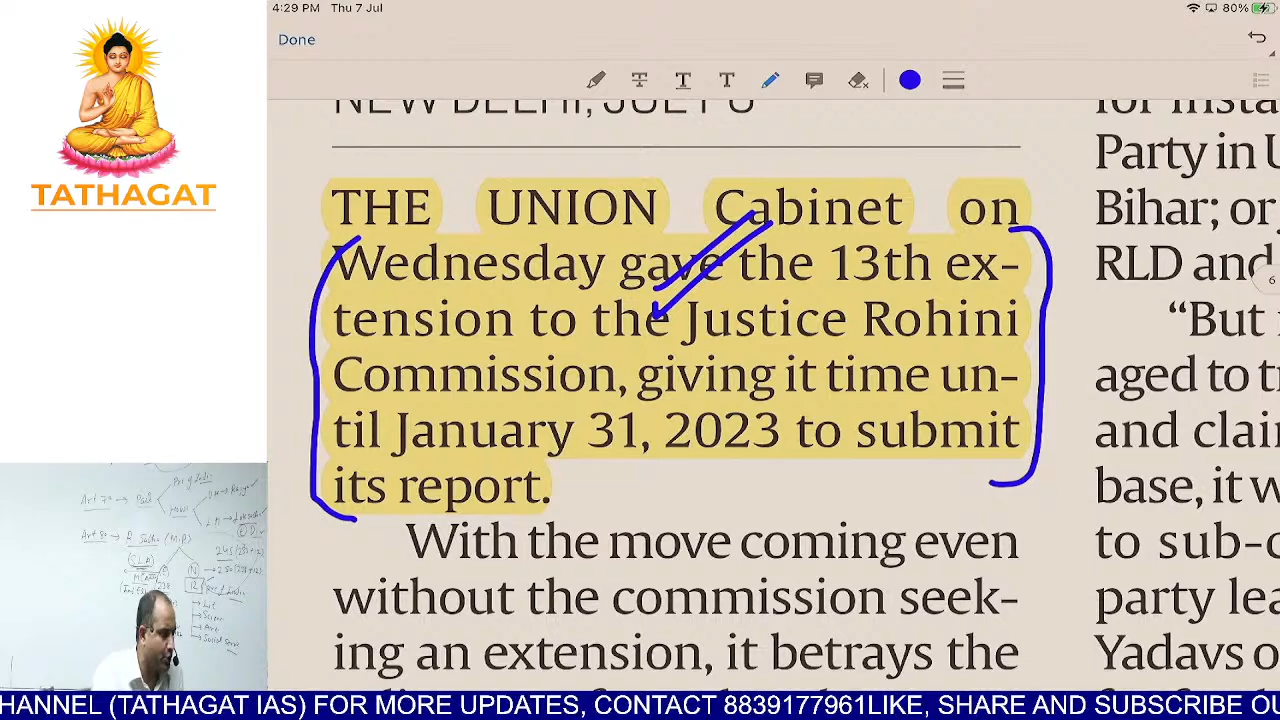 4:29 PM Thu 7 Jul
80%
Done
TATHAGAT
THE UNION Cabinet on
Wednesday gave the 13th ex-
tension to the Justice Rohini
Commission, giving it time un-
til January 31, 2023 to submit
its report.
With the move coming even
without the commission seek-
ing an extension, it betrays the
Party in U
Bihar; or
RLD and
6
“But
aged to t
and clai
base, it w
to sub-c
party lea
Yadavs o
HANNEL (TATHAGAT IAS) FOR MORE UPDATES, CONTACT 8839177961LIKE, SHARE AND SUBSCRIBE OU